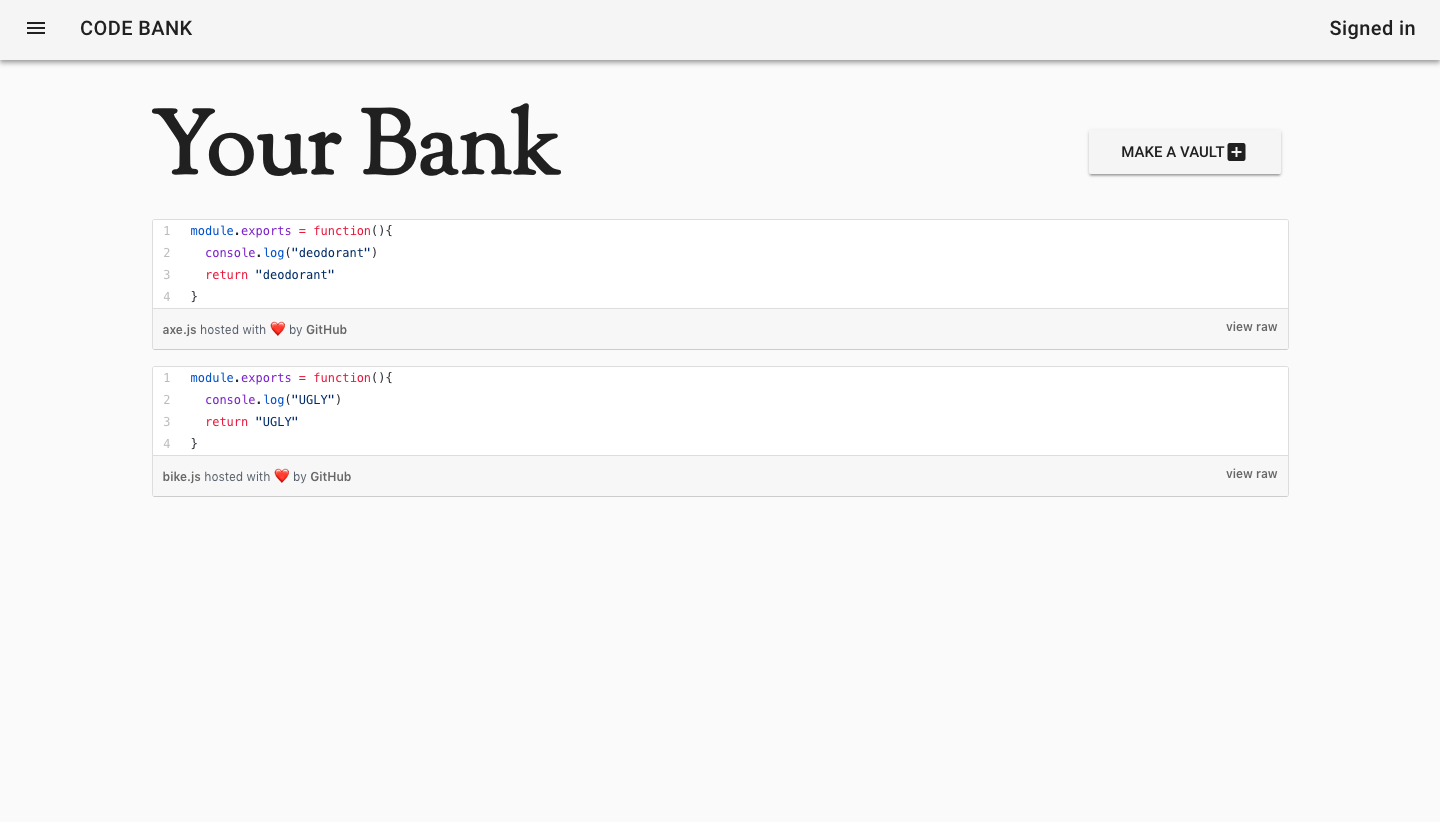 CODE BANK
Signed in
Your Bank
MAKE A VAULT
1 module.exports = function(){
2   console.log("deodorant")
3   return "deodorant"
4 }
axe.js hosted with ❤ by GitHub
view raw
1 module.exports = function(){
2   console.log("UGLY")
3   return "UGLY"
4 }
bike.js hosted with ❤ by GitHub
view raw